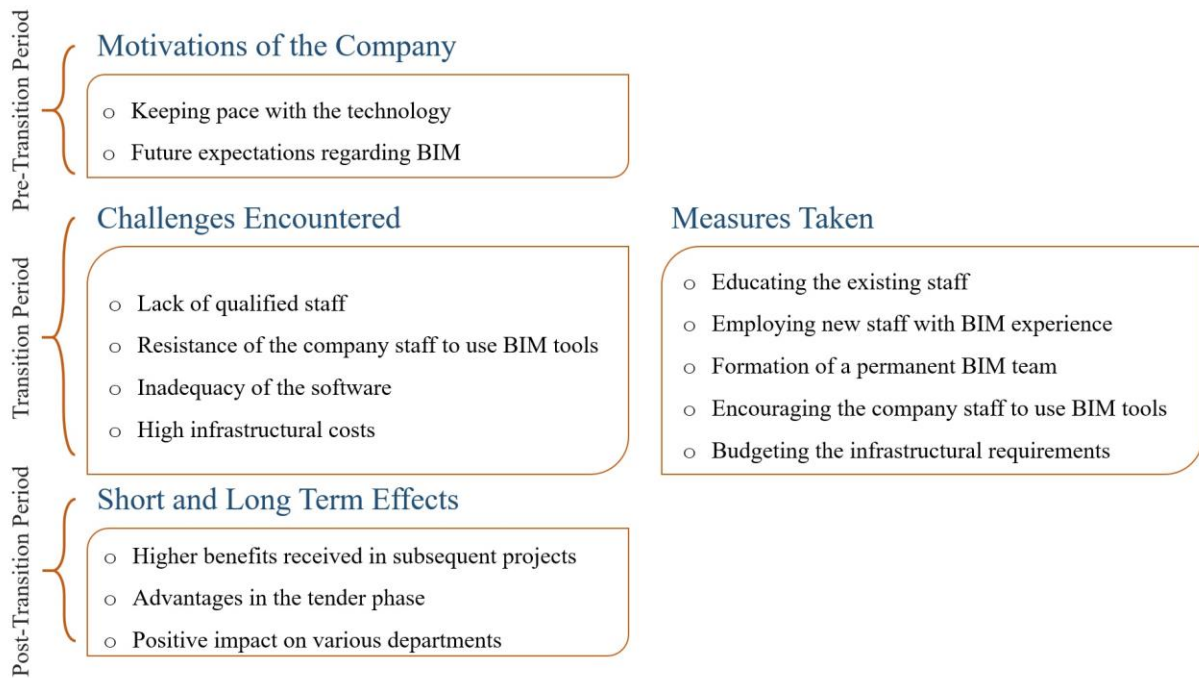 Pre-Transition Period
Motivations of the Company
Keeping pace with the technology
Future expectations regarding BIM
Transition Period
Challenges Encountered
Lack of qualified staff
Resistance of the company staff to use BIM tools
Inadequacy of the software
High infrastructural costs
Measures Taken
Educating the existing staff
Employing new staff with BIM experience
Formation of a permanent BIM team
Encouraging the company staff to use BIM tools
Budgeting the infrastructural requirements
Post-Transition Period
Short and Long Term Effects
Higher benefits received in subsequent projects
Advantages in the tender phase
Positive impact on various departments